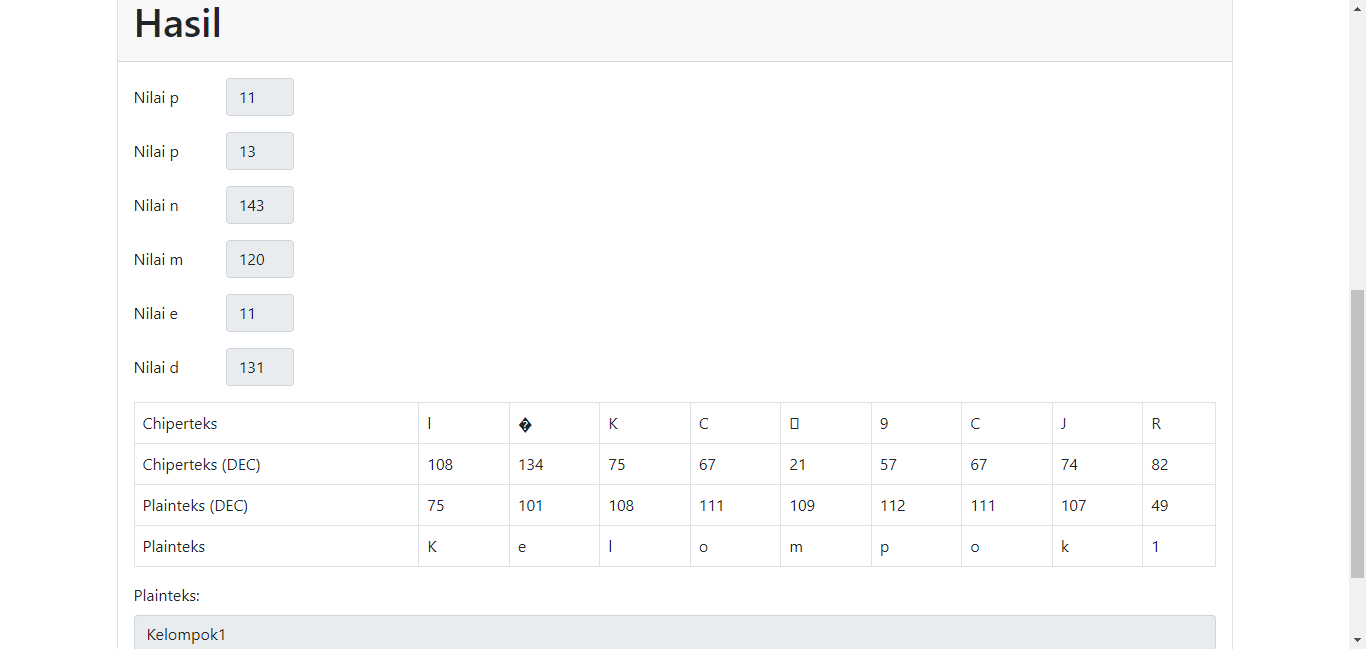 Hasil
Nilai p 11
Nilai p 13
Nilai n 143
Nilai m 120
Nilai e 11
Nilai d 131
Chiperteks l � K C  9 C J R
Chiperteks (DEC) 108 134 75 67 21 57 67 74 82
Plainteks (DEC) 75 101 108 111 109 112 111 107 49
Plainteks K e l o m p o k 1
Plainteks:
Kelompok1